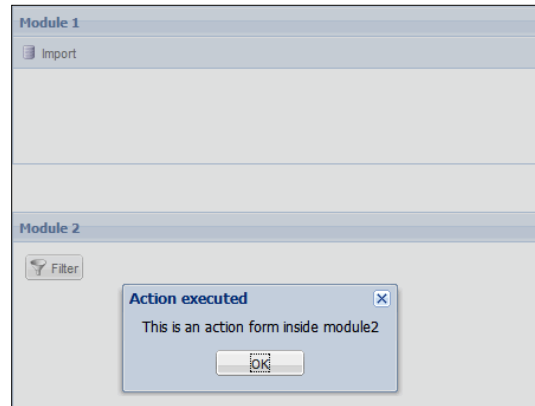 Module 1
Import
Module 2
Filter
Action executed
This is an action form inside module2
OK